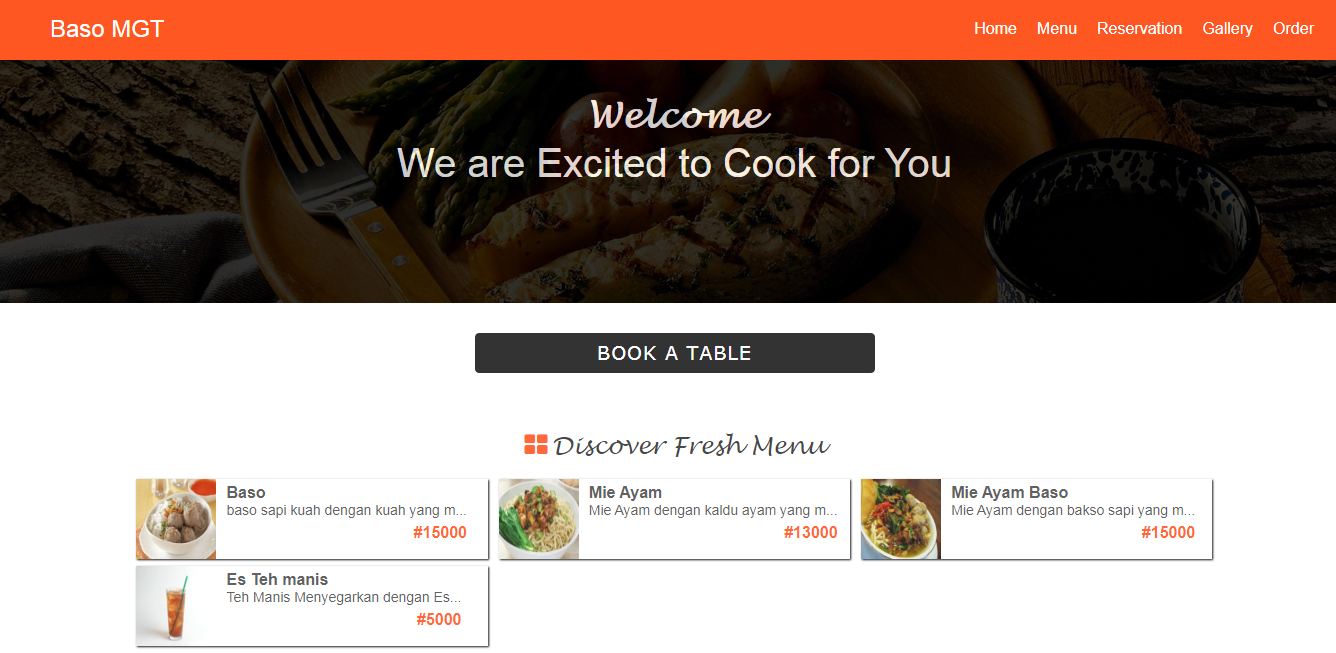 Baso MGT
Home Menu Reservation Gallery Order
Welcome
We are Excited to Cook for You
BOOK A TABLE
Discover Fresh Menu
Baso
baso sapi kuah dengan kuah yang m...
#15000
Mie Ayam
Mie Ayam dengan kaldu ayam yang m...
#13000
Mie Ayam Baso
Mie Ayam dengan bakso sapi yang m...
#15000
Es Teh manis
Teh Manis Menyegarkan dengan Es...
#5000